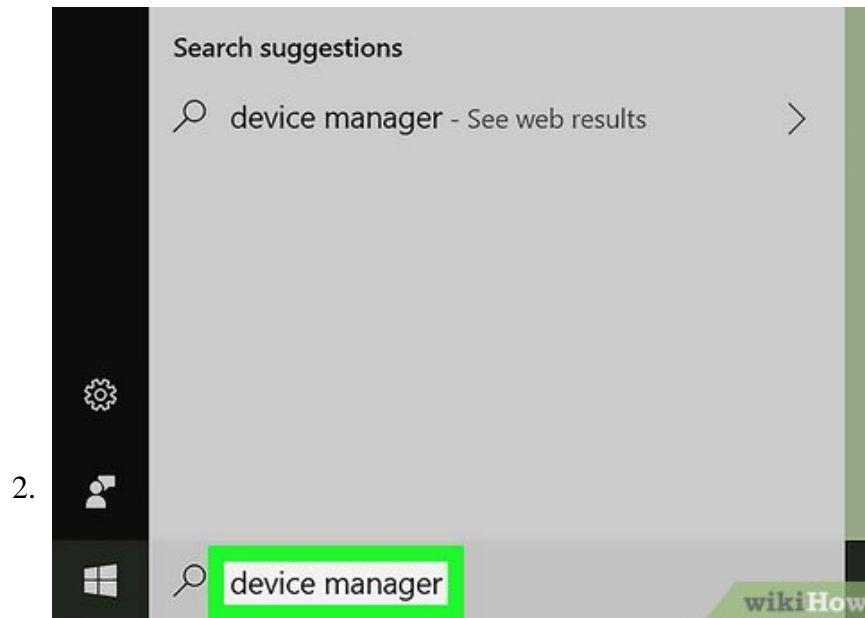 Search suggestions
device manager - See web results
2.
device manager
wikiHow